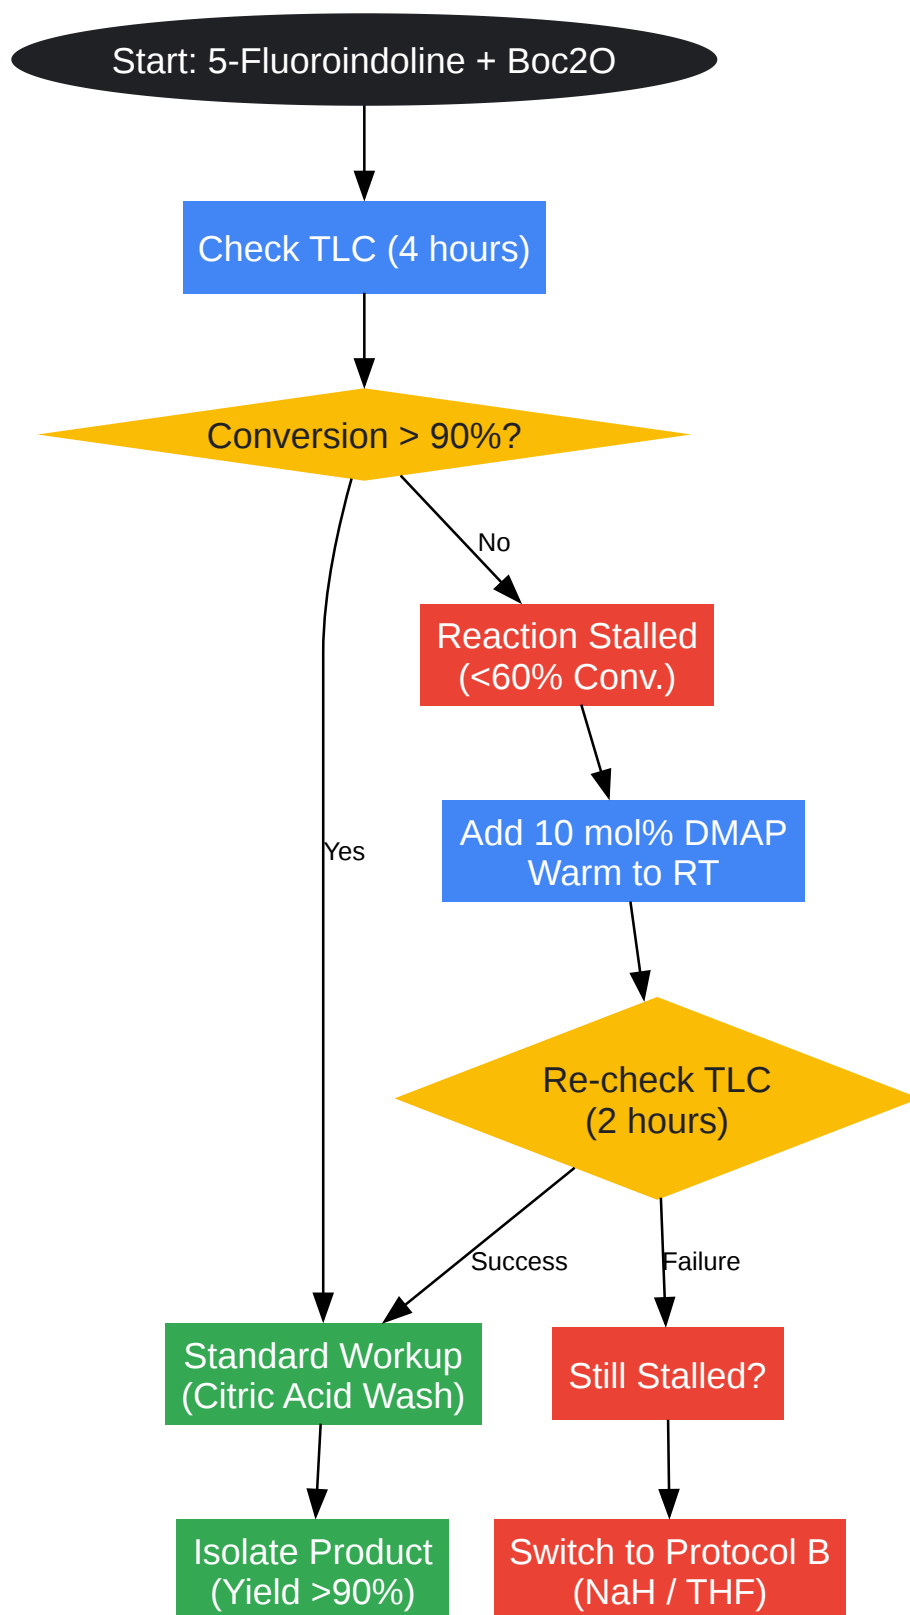 Start: 5-Fluoroindoline + Boc2O
Check TLC (4 hours)
Conversion > 90%?
No
Reaction Stalled
(<60% Conv.)
Add 10 mol% DMAP
Warm to RT
Yes
Re-check TLC
(2 hours)
Success
Failure
Standard Workup
(Citric Acid Wash)
Still Stalled?
Isolate Product
(Yield >90%)
Switch to Protocol B
(NaH / THF)